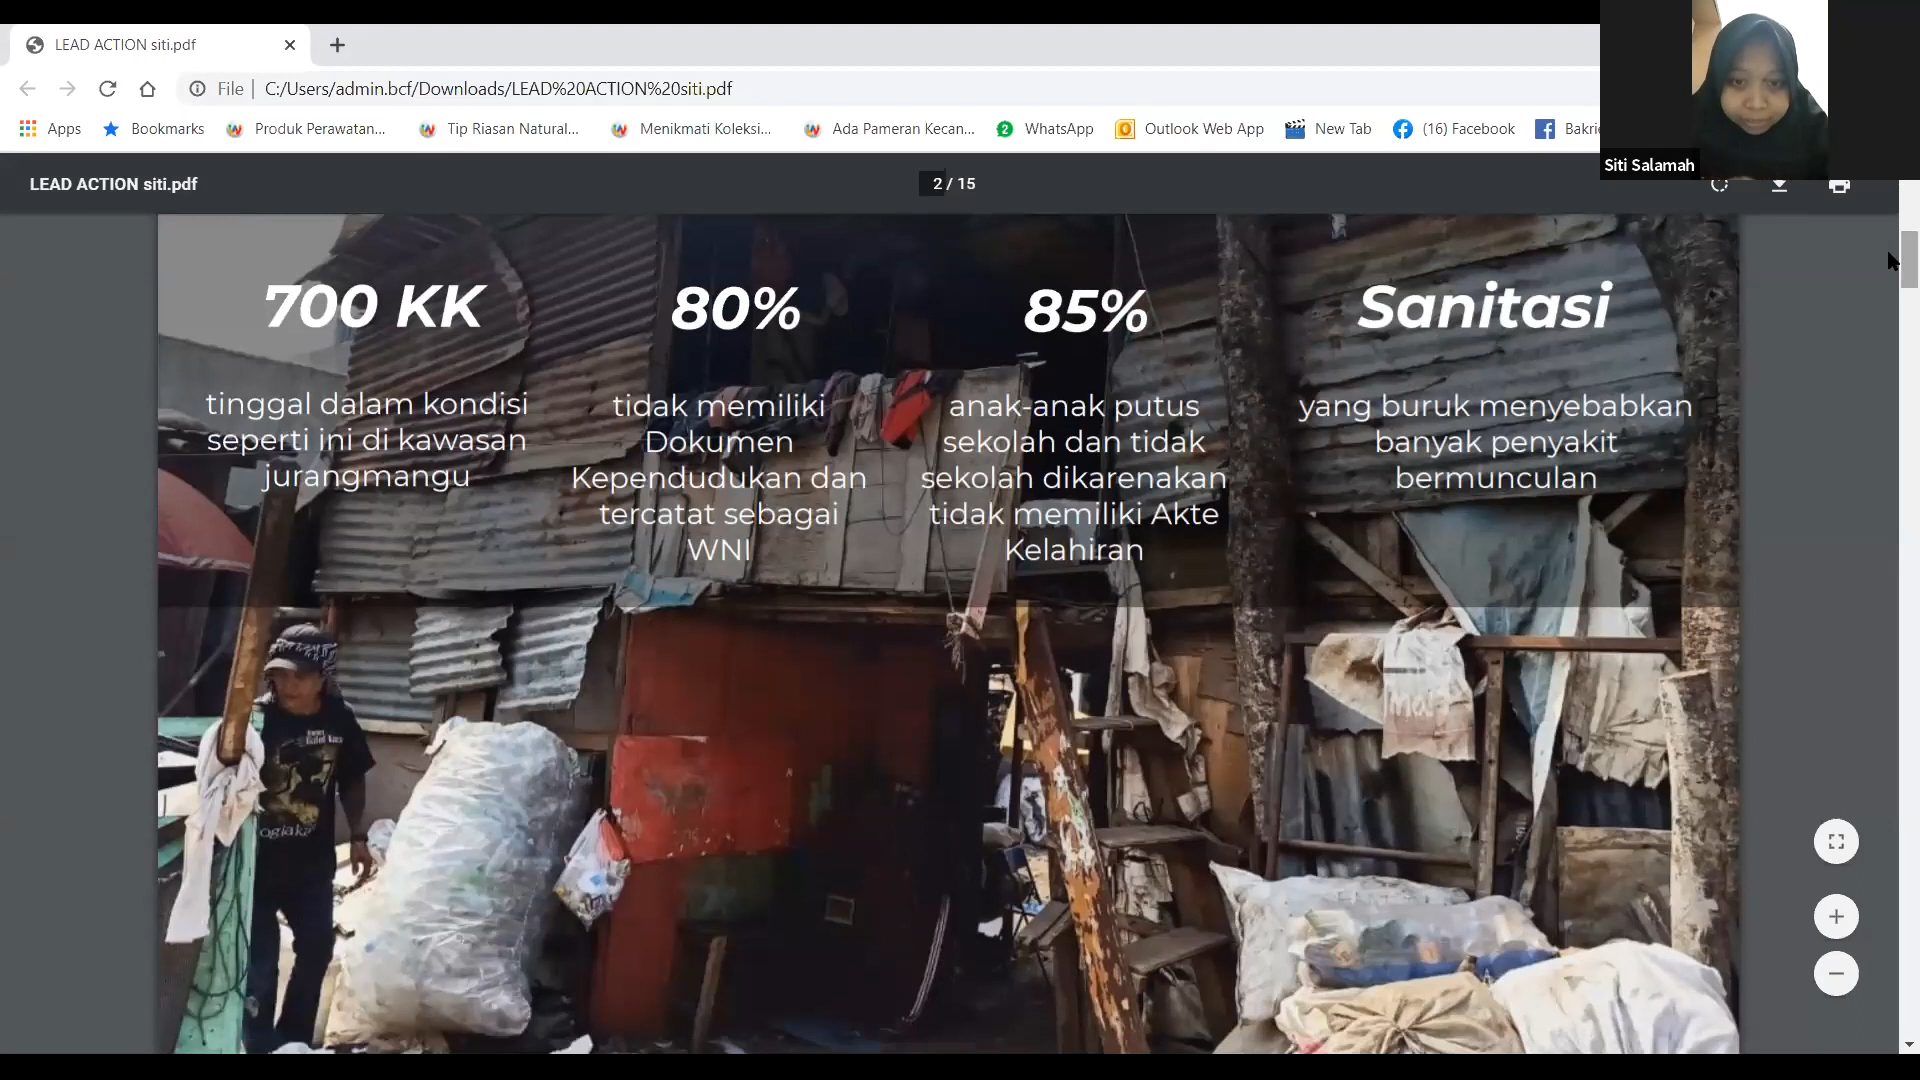 LEAD ACTION siti.pdf
File
C:/Users/admin.bcf/Downloads/LEAD%20ACTION%20siti.pdf
Apps
Bookmarks
Produk Perawatan...
Tip Riasan Natural...
Menikmati Koleksi...
Ada Pameran Kecan...
2
WhatsApp
Outlook Web App
New Tab
(16) Facebook
Bakri
Siti Salamah
LEAD ACTION siti.pdf
2 / 15
700 KK
tinggal dalam kondisi
seperti ini di kawasan
jurangmangu
80%
tidak memiliki
Dokumen
Kependudukan dan
tercatat sebagai
WNI
85%
anak-anak putus
sekolah dan tidak
sekolah dikarenakan
tidak memiliki Akte
Kelahiran
Sanitasi
yang buruk menyebabkan
banyak penyakit
bermunculan